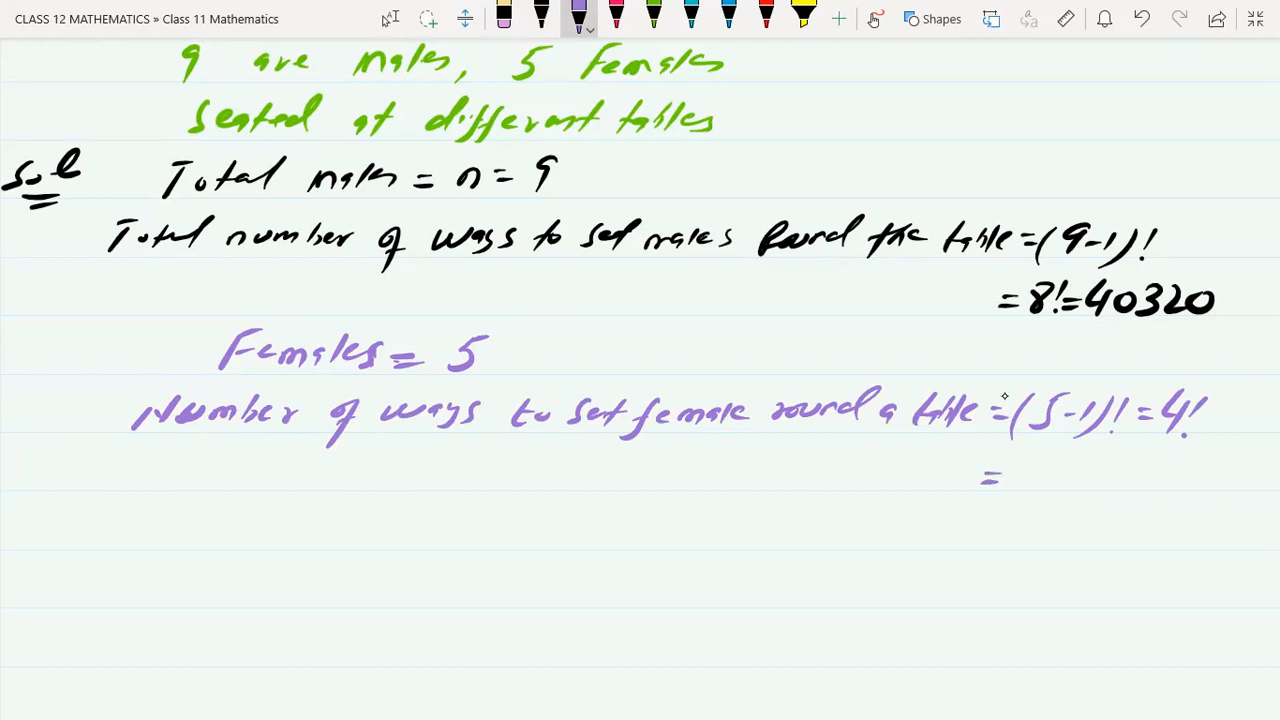 CLASS 12 MATHEMATICS » Class 11 Mathematics
Shapes
9 are males, 5 females
Seated at different tables
Sol Total males = n = 9
Total number of ways to set males round the table = (9-1)!
= 8! = 40320
Females = 5
Number of ways to set female round a table = (5-1)! = 4!
=